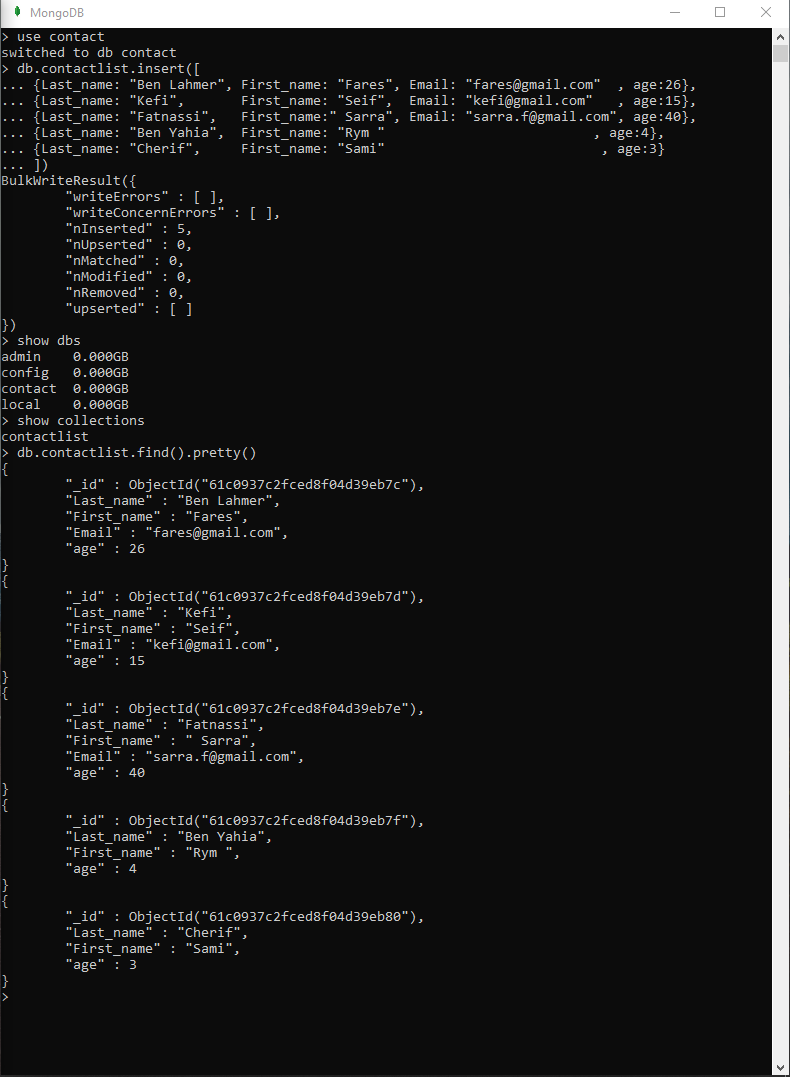 MongoDB
> use contact
switched to db contact
> db.contactlist.insert([
... {Last_name: "Ben Lahmer", First_name: "Fares", Email: "fares@gmail.com"  , age:26},
... {Last_name: "Kefi",       First_name: "Seif",  Email: "kefi@gmail.com"   , age:15},
... {Last_name: "Fatnassi",   First_name:" Sarra", Email: "sarra.f@gmail.com", age:40},
... {Last_name: "Ben Yahia",  First_name: "Rym "                          , age:4},
... {Last_name: "Cherif",     First_name: "Sami"                           , age:3}
... ])
BulkWriteResult({
        "writeErrors" : [ ],
        "writeConcernErrors" : [ ],
        "nInserted" : 5,
        "nUpserted" : 0,
        "nMatched" : 0,
        "nModified" : 0,
        "nRemoved" : 0,
        "upserted" : [ ]
})
> show dbs
admin    0.000GB
config   0.000GB
contact  0.000GB
local    0.000GB
> show collections
contactlist
> db.contactlist.find().pretty()
{
        "_id" : ObjectId("61c0937c2fced8f04d39eb7c"),
        "Last_name" : "Ben Lahmer",
        "First_name" : "Fares",
        "Email" : "fares@gmail.com",
        "age" : 26
}
{
        "_id" : ObjectId("61c0937c2fced8f04d39eb7d"),
        "Last_name" : "Kefi",
        "First_name" : "Seif",
        "Email" : "kefi@gmail.com",
        "age" : 15
}
{
        "_id" : ObjectId("61c0937c2fced8f04d39eb7e"),
        "Last_name" : "Fatnassi",
        "First_name" : " Sarra",
        "Email" : "sarra.f@gmail.com",
        "age" : 40
}
{
        "_id" : ObjectId("61c0937c2fced8f04d39eb7f"),
        "Last_name" : "Ben Yahia",
        "First_name" : "Rym ",
        "age" : 4
}
{
        "_id" : ObjectId("61c0937c2fced8f04d39eb80"),
        "Last_name" : "Cherif",
        "First_name" : "Sami",
        "age" : 3
}
>